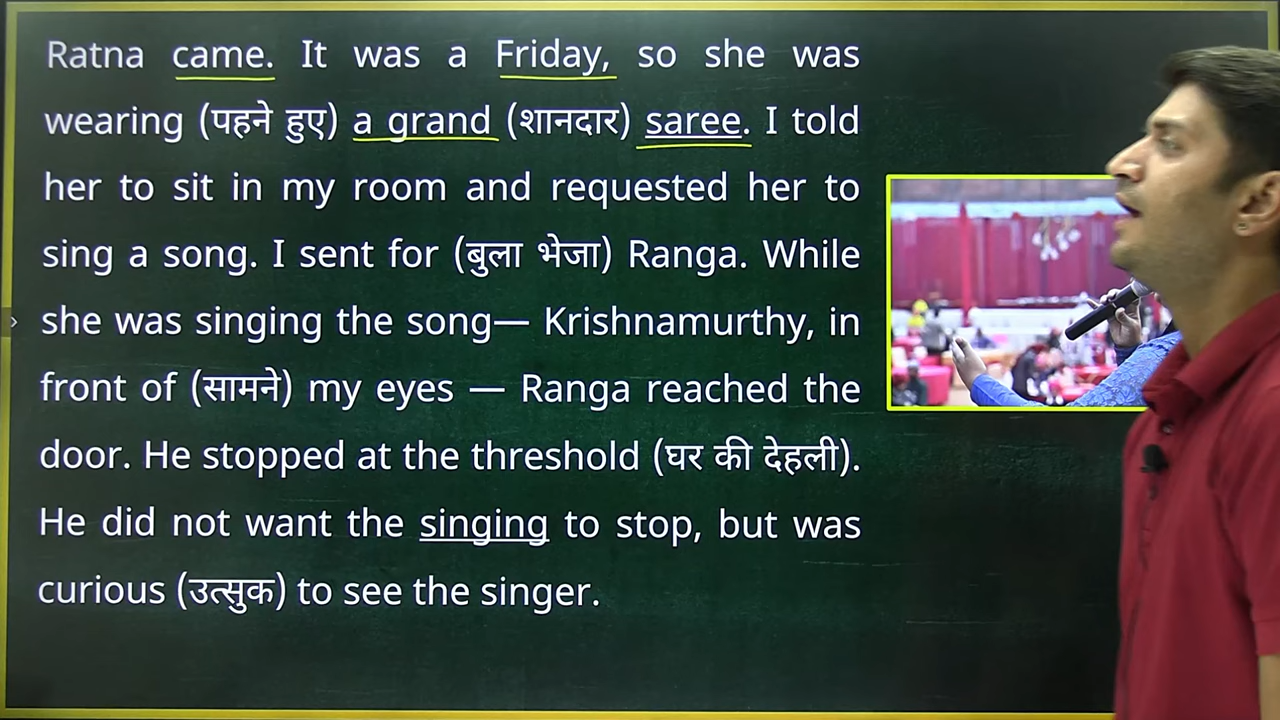 Ratna came. It was a Friday, so she was
wearing (पहने हुए) a grand (शानदार) saree. I told
her to sit in my room and requested her to
sing a song. I sent for (बुला भेजा) Ranga. While
she was singing the song— Krishnamurthy, in
front of (सामने) my eyes — Ranga reached the
door. He stopped at the threshold (घर की देहली).
He did not want the singing to stop, but was
curious (उत्सुक) to see the singer.